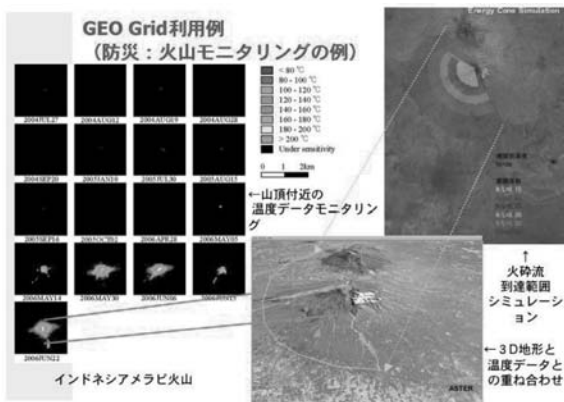 GEO Grid利用例
（防災：火山モニタリングの例）
Energy Cone Simulation
< 80 ℃
80 - 100 ℃
100 - 120 ℃
120 - 140 ℃
140 - 160 ℃
160 - 180 ℃
180 - 200 ℃
> 200 ℃
Under sensitivity
0 1 2km
2004JUL27
2004AUG12
2004AUG19
2004AUG28
2004SEP20
2005JAN10
2005JUL30
2005AUG15
2005SEP16
2005OCT02
2006APR28
2006MAY05
2006MAY14
2006MAY30
2006JUN06
2006JUN22
←山頂付近の
温度データモニタリン
グ
↑
火砕流
到達範囲
シミュレーシ
ョン
←３D地形と
温度データと
の重ね合わせ
ASTER
インドネシアメラピ火山